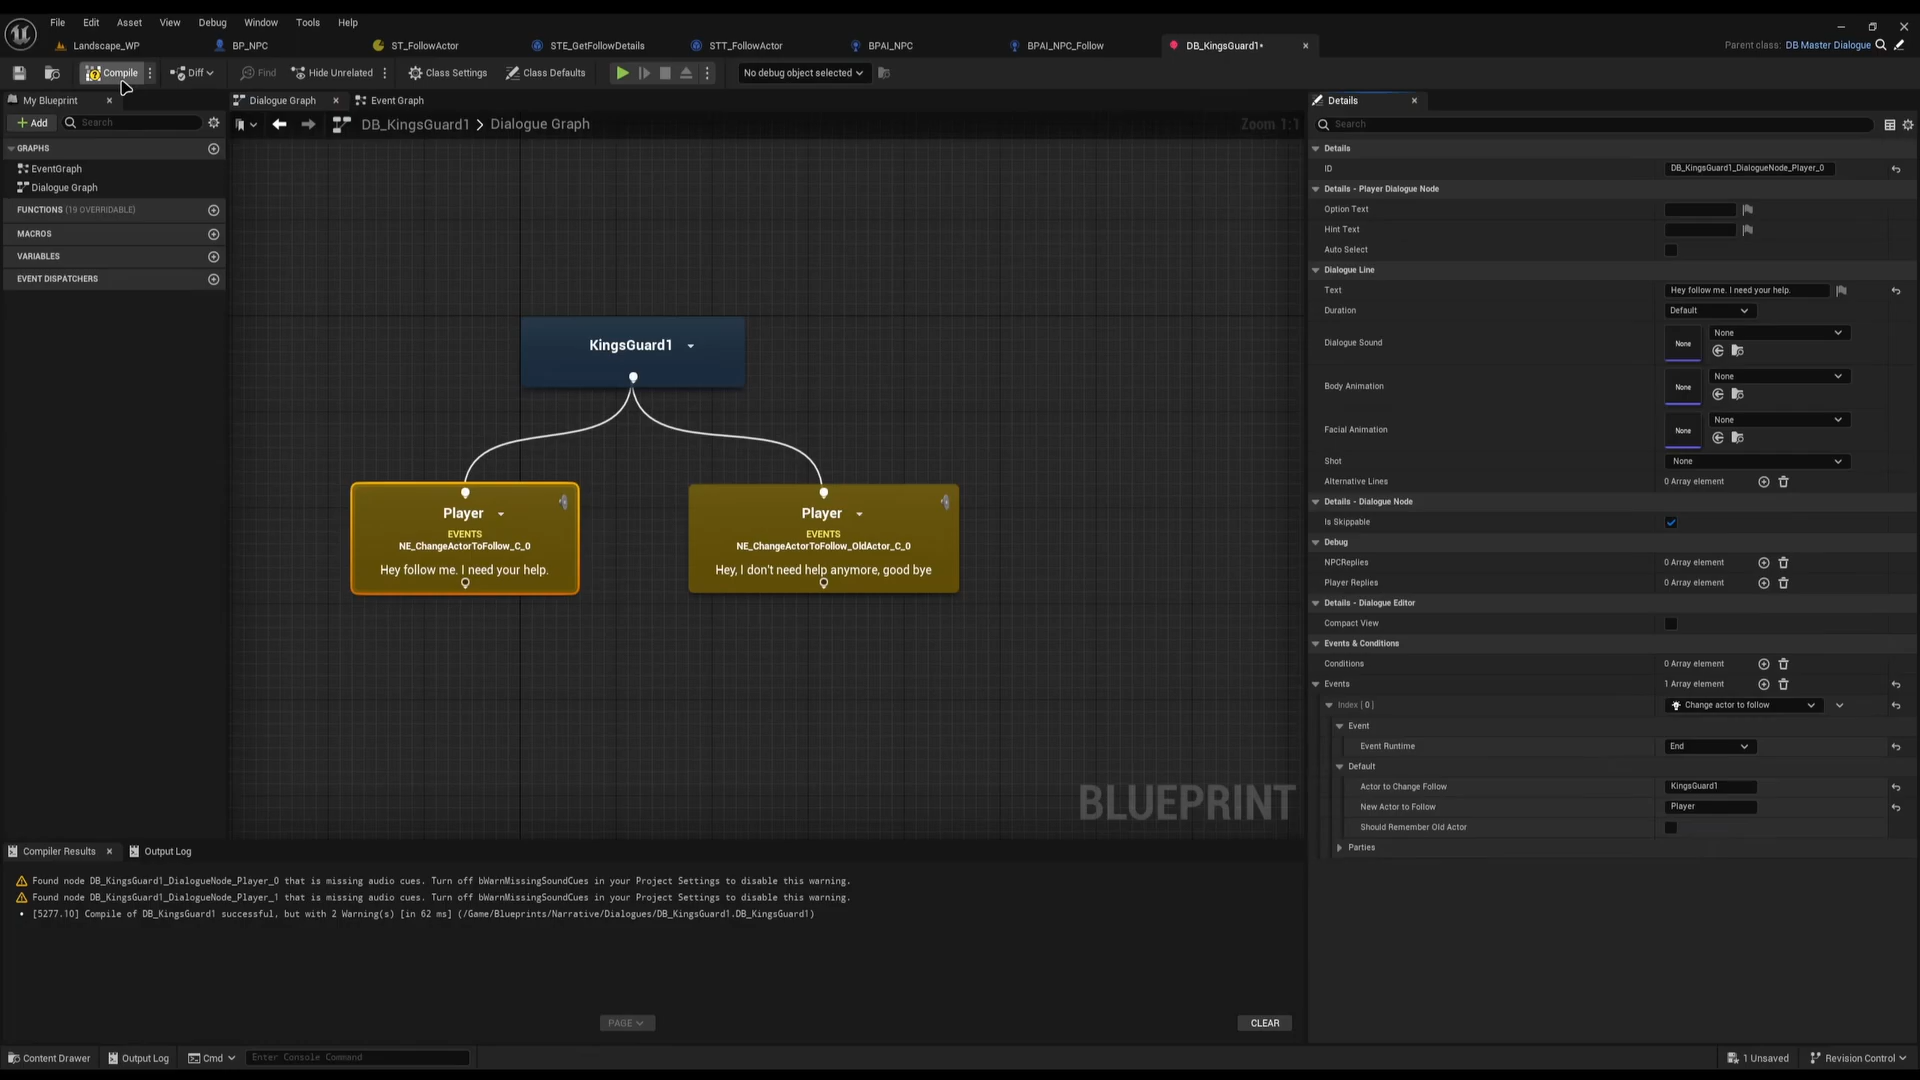 File Edit Asset View Debug Window Tools Help
Landscape_WP BP_NPC ST_FollowActor STE_GetFollowDetails STT_FollowActor BPAI_NPC BPAI_NPC_Follow DB_KingsGuard1*
Parent class: DB Master Dialogue
Compile Diff Find Hide Unrelated Class Settings Class Defaults No debug object selected
My Blueprint
Add Search
GRAPHS
EventGraph
Dialogue Graph
FUNCTIONS (19 OVERRIDABLE)
MACROS
VARIABLES
EVENT DISPATCHERS
Dialogue Graph Event Graph
DB_KingsGuard1 > Dialogue Graph
Zoom 1:1
KingsGuard1
Player
EVENTS
NE_ChangeActorToFollow_C_0
Hey follow me. I need your help.
Player
EVENTS
NE_ChangeActorToFollow_OldActor_C_0
Hey, I don't need help anymore, good bye
BLUEPRINT
Details
Search
Details
ID DB_KingsGuard1_DialogueNode_Player_0
Details - Player Dialogue Node
Option Text
Hint Text
Auto Select
Dialogue Line
Text Hey follow me. I need your help.
Duration Default
Dialogue Sound None None
Body Animation None None
Facial Animation None None
Shot None
Alternative Lines 0 Array element
Details - Dialogue Node
Is Skippable
Debug
NPCReplies 0 Array element
Player Replies 0 Array element
Details - Dialogue Editor
Compact View
Events & Conditions
Conditions 0 Array element
Events 1 Array element
Index [ 0 ] Change actor to follow
Event
Event Runtime End
Default
Actor to Change Follow KingsGuard1
New Actor to Follow Player
Should Remember Old Actor
Parties
Compiler Results Output Log
Found node DB_KingsGuard1_DialogueNode_Player_0 that is missing audio cues. Turn off bWarnMissingSoundCues in your Project Settings to disable this warning.
Found node DB_KingsGuard1_DialogueNode_Player_1 that is missing audio cues. Turn off bWarnMissingSoundCues in your Project Settings to disable this warning.
[5277.10] Compile of DB_KingsGuard1 successful, but with 2 Warning(s) [in 62 ms] (/Game/Blueprints/Narrative/Dialogues/DB_KingsGuard1.DB_KingsGuard1)
PAGE
CLEAR
Content Drawer Output Log Cmd Enter Console Command
1 Unsaved Revision Control